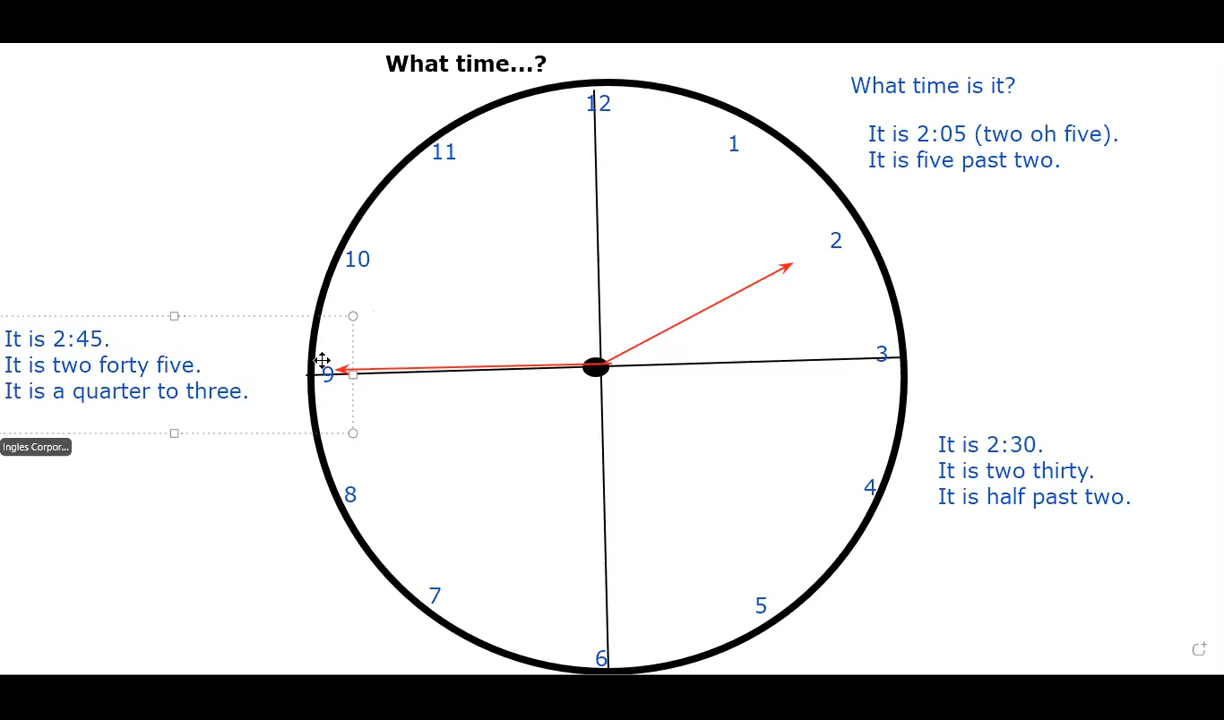 What time...?
What time is it?
It is 2:05 (two oh five).
It is five past two.
12
1
2
3
4
5
6
7
8
9
10
11
It is 2:45.
It is two forty five.
It is a quarter to three.
Ingles Corpor...
It is 2:30.
It is two thirty.
It is half past two.